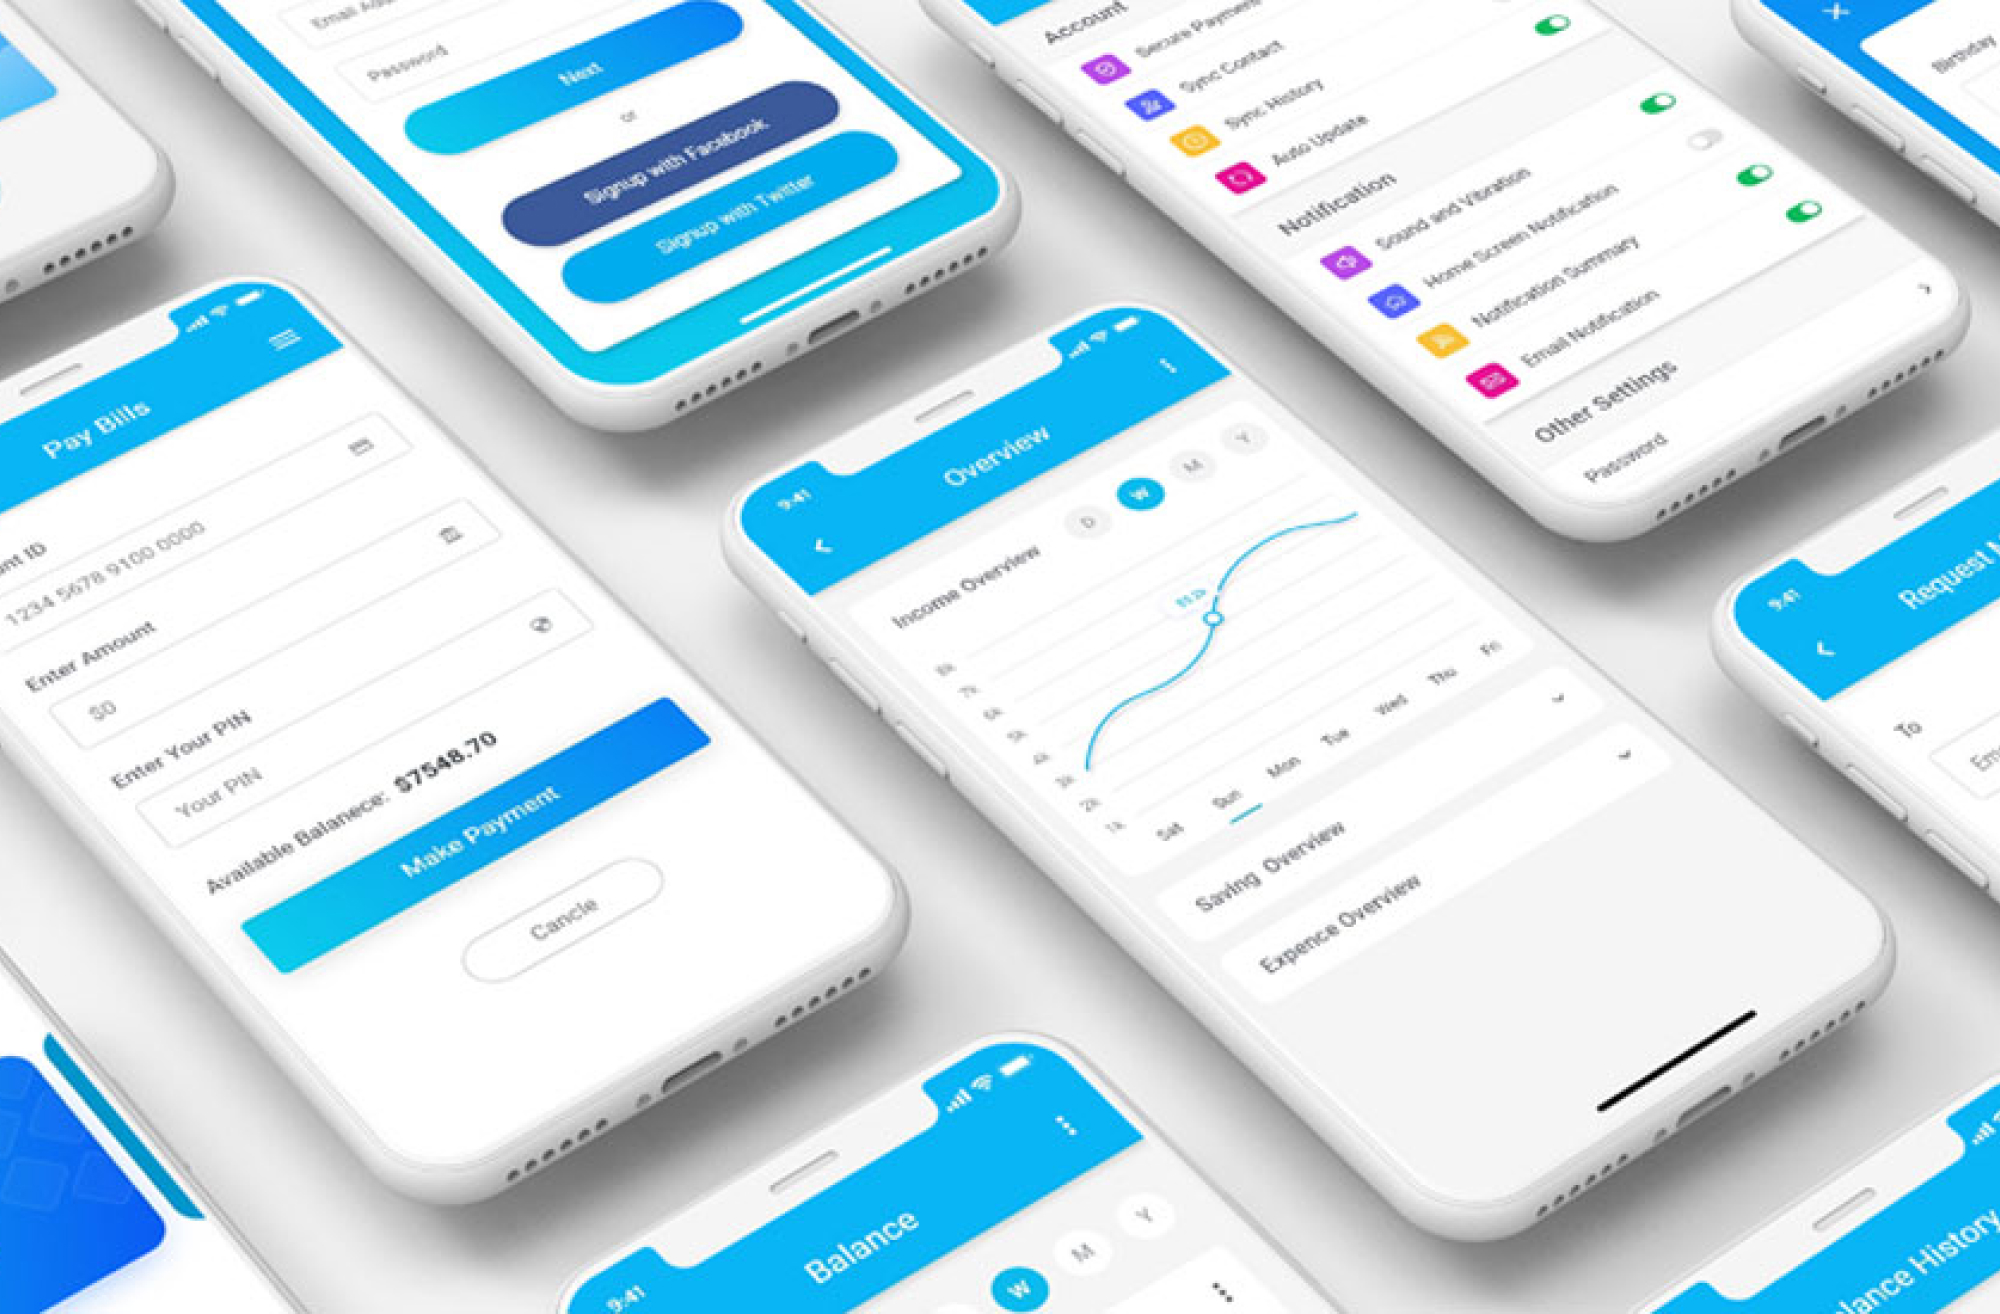 Email
Password
Next
or
Signup with Facebook
Signup with Twitter
Account
Secure Payment
Sync Contact
Sync History
Auto Update
Notification
Sound and Vibration
Home Screen Notification
Notification Summary
Email Notification
Other Settings
Password
Birthday
Pay Bills
ID
1234 5678 9100 0000
Enter Amount
$0
Enter Your PIN
Your PIN
Available Balanece: $7548.70
Make Payment
Cancle
9:41
Overview
Income Overview
D W M Y
8k
7k
6k
5k
4k
3k
2k
1k
Sat Sun Mon Tue Wed Thu Fri
Saving Overview
Expence Overview
9:41
Request
To
9:41
Balance
W M Y
History